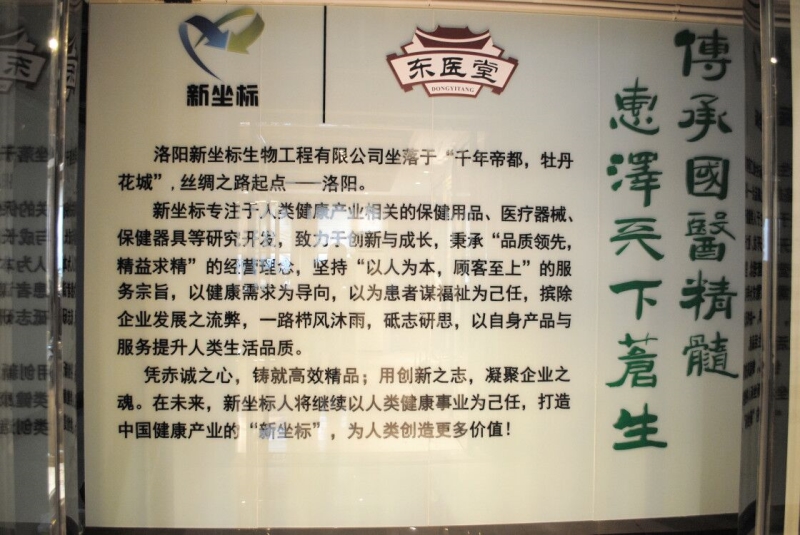 新坐标
东医堂
DONGYITANG
洛阳新坐标生物工程有限公司坐落于“千年帝都，牡丹
花城”,丝绸之路起点——洛阳。
新坐标专注于人类健康产业相关的保健用品、医疗器械、
保健器具等研究开发，致力于创新与成长，秉承“品质领先，
精益求精”的经营理念，坚持“以人为本，顾客至上”的服
务宗旨，以健康需求为导向，以为患者谋福祉为己任，摈除
企业发展之流弊，一路栉风沐雨，砥志研思，以自身产品与
服务提升人类生活品质。
凭赤诚之心，铸就高效精品；用创新之志，凝聚企业之
魂。在未来，新坐标人将继续以人类健康事业为己任，打造
中国健康产业的“新坐标”，为人类创造更多价值！
傳承國醫精髓
惠澤天下蒼生